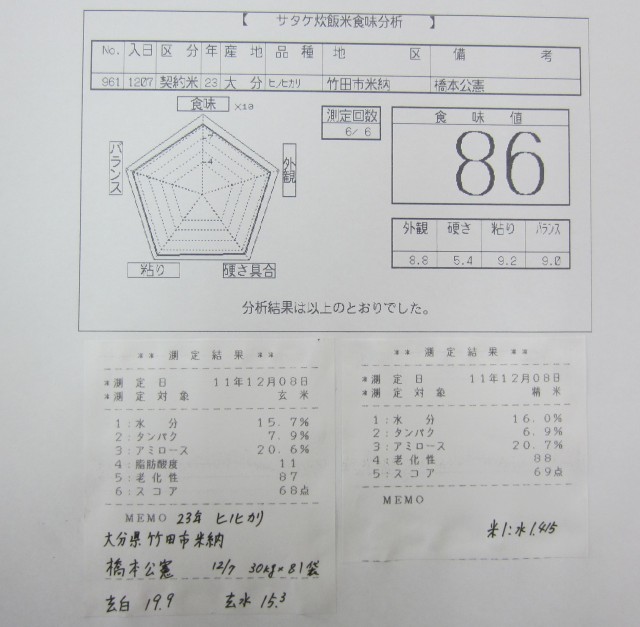 【 サタケ炊飯米食味分析 】
No. 入日 区分 年 産地 品種 地区 備考
961 1207 契約米 23 大分 ヒノヒカリ 竹田市米納 橋本公憲
食味 ×10
外観
硬さ具合
粘り
バランス
測定回数
6/ 6
食味値
86
外観 硬さ 粘り バランス
8.8 5.4 9.2 9.0
分析結果は以上のとおりでした。
** 測定結果 **
*測定日 11年12月08日
*測定対象 玄米
1:水分 15.7%
2:タンパク 7.9%
3:アミロース 20.6%
4:脂肪酸度 11
5:老化性 87
6:スコア 68点
MEMO 23年 ヒノヒカリ
大分県竹田市米納
橋本公憲 12/7 30kg×81袋
玄白 19.9 玄水 15.3
** 測定結果 **
*測定日 11年12月08日
*測定対象 精米
1:水分 16.0%
2:タンパク 6.9%
3:アミロース 20.7%
4:老化性 88
5:スコア 69点
MEMO
米1:水1.415